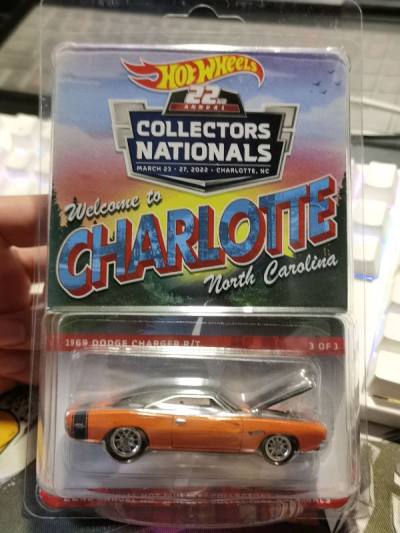 HOT WHEELS
22ND
ANNUAL
COLLECTORS
NATIONALS
MARCH 23 - 27, 2022 • CHARLOTTE, NC
Welcome to
CHARLOTTE
North Carolina
1969 DODGE CHARGER R/T
3 OF 3